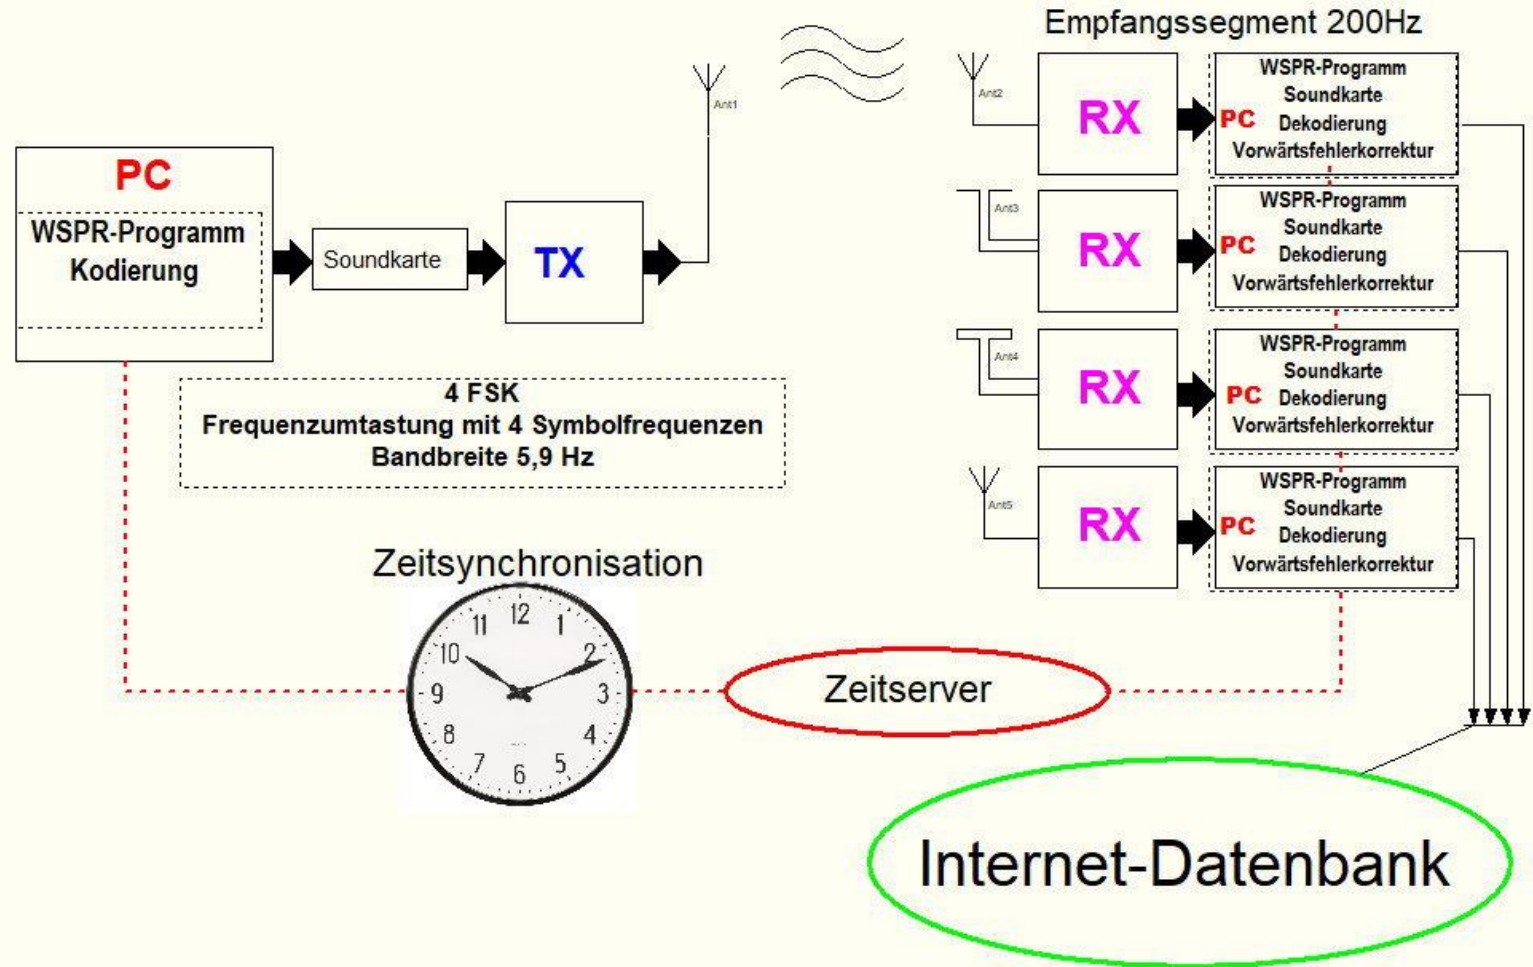 Empfangssegment 200Hz
Ant1
PC
WSPR-Programm
Kodierung
Soundkarte
TX
4 FSK
Frequenzumtastung mit 4 Symbolfrequenzen
Bandbreite 5,9 Hz
Ant2
RX
PC
WSPR-Programm
Soundkarte
Dekodierung
Vorwärtsfehlerkorrektur
Ant3
RX
PC
WSPR-Programm
Soundkarte
Dekodierung
Vorwärtsfehlerkorrektur
Ant4
RX
PC
WSPR-Programm
Soundkarte
Dekodierung
Vorwärtsfehlerkorrektur
Ant5
RX
PC
WSPR-Programm
Soundkarte
Dekodierung
Vorwärtsfehlerkorrektur
Zeitsynchronisation
12
1
2
3
4
5
6
7
8
9
10
11
Zeitserver
Internet-Datenbank